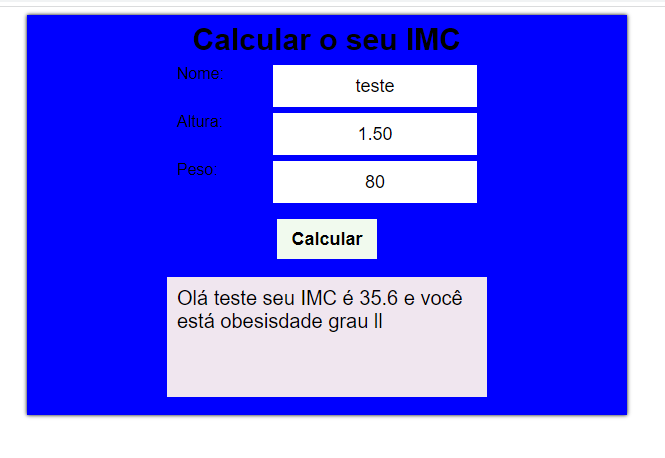 Calcular o seu IMC
Nome:
teste
Altura:
1.50
Peso:
80
Calcular
Olá teste seu IMC é 35.6 e você
está obesisdade grau ll